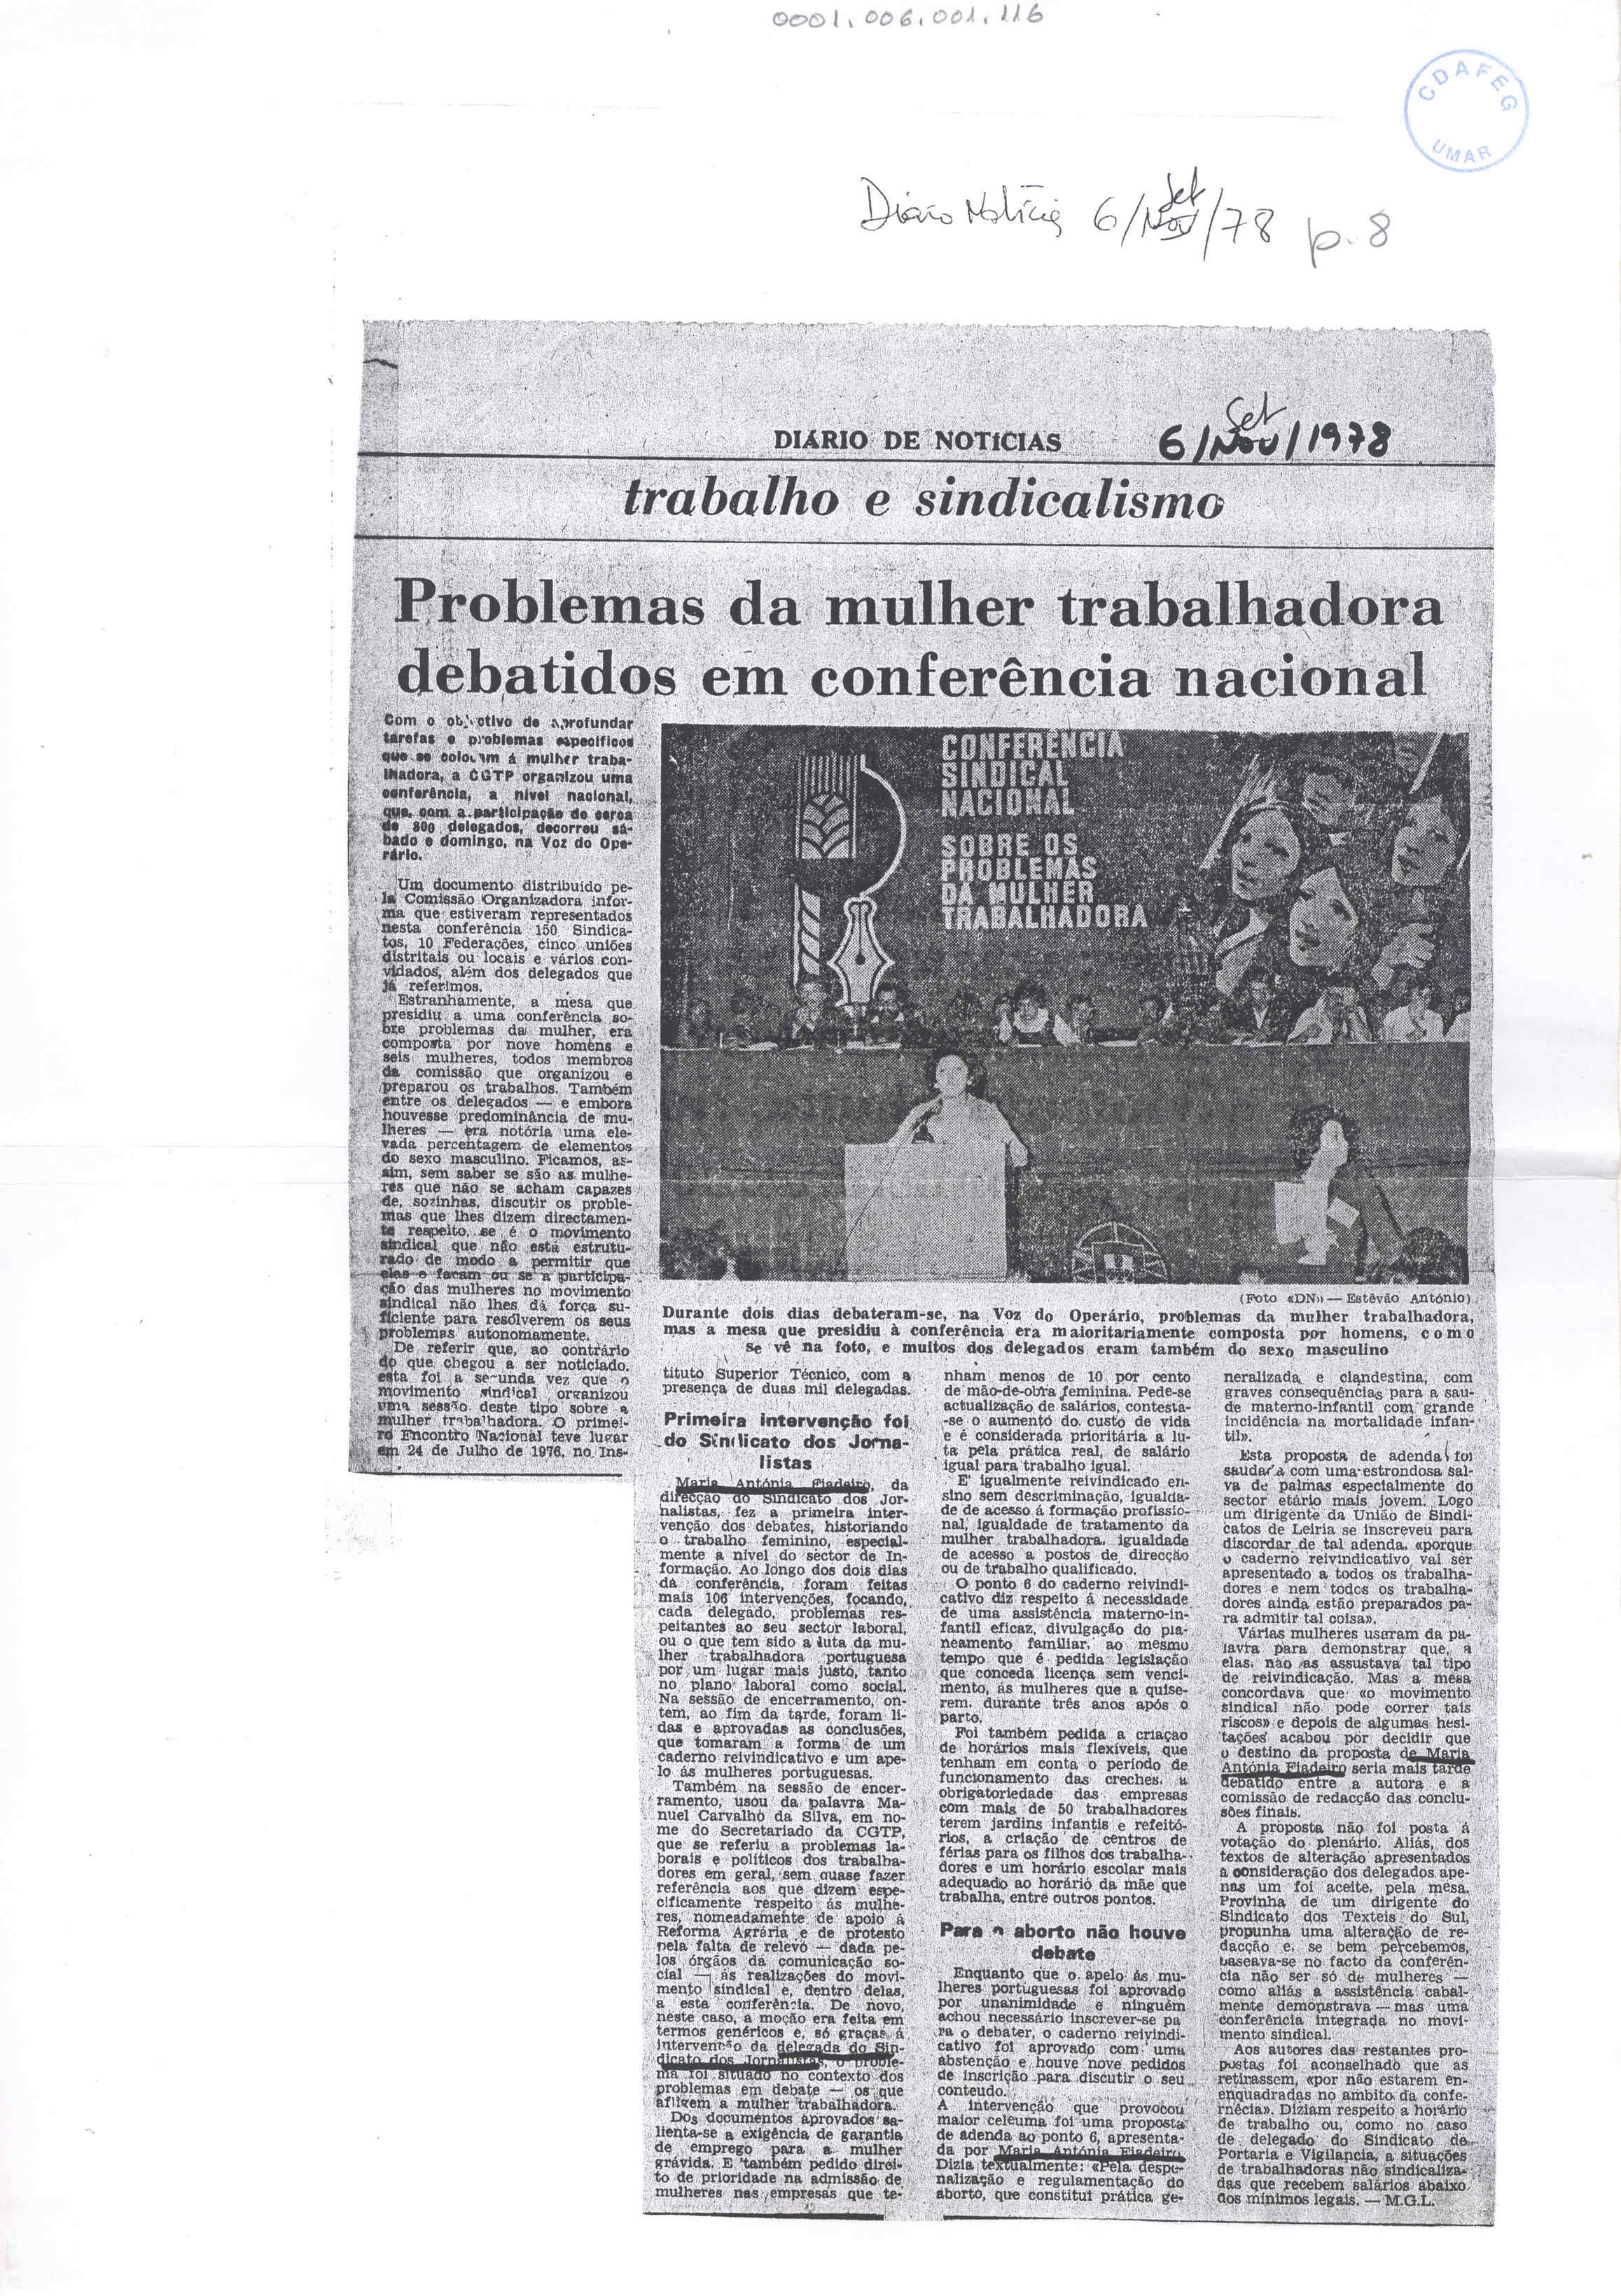 0001.006.001.116
CDAFEG
UMAR
Diário Notícias 6/Nov/78 p. 8
Set
Set
DIÁRIO DE NOTíCIAS 6/Nov/1978
trabalho e sindicalismo
Problemas da mulher trabalhadora
debatidos em conferência nacional
Com o objectivo de aprofundar
tarefas e problemas específicos
que se colocam á mulher traba-
lhadora, a CGTP organizou uma
conferência, a nível nacional,
que, com a participação de cerca
de 800 delegados, decorreu sá-
bado e domingo, na Voz do Ope-
rário.
Um documento distribuído pe-
la Comissão Organizadora infor-
ma que estiveram representados
nesta conferência 150 Sindica-
tos, 10 Federações, cinco uniões
distritais ou locais e vários con-
vidados, além dos delegados que
já referimos.
Estranhamente, a mesa que
presidiu a uma conferência so-
bre problemas da mulher, era
composta por nove homens e
seis mulheres, todos membros
da comissão que organizou e
preparou os trabalhos. Também
entre os delegados — e embora
houvesse predominância de mu-
lheres — era notória uma ele-
vada percentagem de elementos
do sexo masculino. Ficamos, as-
sim, sem saber se são as mulhe-
res que não se acham capazes
de, sozinhas, discutir os proble-
mas que lhes dizem directamen-
te respeito, se é o movimento
sindical que não está estrutu-
rado de modo a permitir que
elas o façam ou se a participa-
ção das mulheres no movimento
sindical não lhes dá força su-
ficiente para resolverem os seus
problemas autonomamente.
De referir que, ao contrário
do que chegou a ser noticiado,
esta foi a segunda vez que o
movimento sindical organizou
uma sessão deste tipo sobre a
mulher trabalhadora. O primei-
ro Encontro Nacional teve lugar
em 24 de Julho de 1976, no Ins-
CONFERÊNCIA
SINDICAL
NACIONAL
SOBRE OS
PROBLEMAS
DA MULHER
TRABALHADORA
(Foto «DN» — Estêvão António)
Durante dois dias debateram-se, na Voz do Operário, problemas da mulher trabalhadora,
mas a mesa que presidiu à conferência era maioritariamente composta por homens, como
se vê na foto, e muitos dos delegados eram também do sexo masculino
tituto Superior Técnico, com a
presença de duas mil delegadas.
Primeira intervenção foi
do Sindicato dos Jorna-
listas
Maria Antónia Fiadeiro, da
direcção do Sindicato dos Jor-
nalistas, fez a primeira inter-
venção dos debates, historiando
o trabalho feminino, especial-
mente a nível do sector de In-
formação. Ao longo dos dois dias
da conferência, foram feitas
mais 106 intervenções, focando,
cada delegado, problemas res-
peitantes ao seu sector laboral,
ou o que tem sido a luta da mu-
lher trabalhadora portuguesa
por um lugar mais justo, tanto
no plano laboral como social.
Na sessão de encerramento, on-
tem, ao fim da tarde, foram li-
das e aprovadas as conclusões,
que tomaram a forma de um
caderno reivindicativo e um ape-
lo ás mulheres portuguesas.
Também na sessão de encer-
ramento, usou da palavra Ma-
nuel Carvalho da Silva, em no-
me do Secretariado da CGTP,
que se referiu a problemas la-
borais e políticos dos trabalha-
dores em geral, sem quase fazer
referência aos que dizem espe-
cificamente respeito ás mulhe-
res, nomeadamente de apoio á
Reforma Agrária e de protesto
pela falta de relevo — dada pe-
los órgãos da comunicação so-
cial — ás realizações do movi-
mento sindical e, dentro delas,
a esta conferência. De novo,
neste caso, a moção era feita em
termos genéricos e, só graças á
intervenção da delegada do Sin-
dicato dos Jornalistas, o proble-
ma foi situado no contexto dos
problemas em debate — os que
afligem a mulher trabalhadora.
Dos documentos aprovados sa-
lienta-se a exigência de garantia
de emprego para a mulher
grávida. E também pedido direi-
to de prioridade na admissão de
mulheres nas empresas que te-
nham menos de 10 por cento
de mão-de-obra feminina. Pede-se
actualização de salários, contesta-
-se o aumento do custo de vida
e é considerada prioritária a lu-
ta pela prática real, de salário
igual para trabalho igual.
E' igualmente reivindicado en-
sino sem descriminação, igualda-
de de acesso á formação profissio-
nal, igualdade de tratamento da
mulher trabalhadora, igualdade
de acesso a postos de direcção
ou de trabalho qualificado.
O ponto 6 do caderno reivindi-
cativo diz respeito á necessidade
de uma assistência materno-in-
fantil eficaz, divulgação do pla-
neamento familiar, ao mesmo
tempo que é pedida legislação
que conceda licença sem venci-
mento, ás mulheres que a quise-
rem, durante três anos após o
parto.
Foi também pedida a criação
de horários mais flexíveis, que
tenham em conta o período de
funcionamento das creches, a
obrigatoriedade das empresas
com mais de 50 trabalhadores
terem jardins infantis e refeitó-
rios, a criação de centros de
férias para os filhos dos trabalha-
dores e um horário escolar mais
adequado ao horário da mãe que
trabalha, entre outros pontos.
Para o aborto não houve
debate
Enquanto que o apelo ás mu-
lheres portuguesas foi aprovado
por unanimidade e ninguém
achou necessário inscrever-se pa
ra o debater, o caderno reivindi-
cativo foi aprovado com uma
abstenção e houve nove pedidos
de inscrição para discutir o seu
conteudo.
A intervenção que provocou
maior celeuma foi uma proposta
de adenda ao ponto 6, apresenta-
da por Maria Antónia Fiadeiro.
Dizia textualmente: «Pela despe-
nalização e regulamentação do
aborto, que constitui prática ge-
neralizada e clandestina, com
graves consequências para a sau-
de materno-infantil com grande
incidência na mortalidade infan-
til».
Esta proposta de adenda foi
saudada com uma estrondosa sal-
va de palmas especialmente do
sector etário mais jovem. Logo
um dirigente da União de Sindi-
catos de Leiria se inscreveu para
discordar de tal adenda, «porque
o caderno reivindicativo vai ser
apresentado a todos os trabalha-
dores e nem todos os trabalha-
dores ainda estão preparados pa-
ra admitir tal coisa».
Várias mulheres usaram da pa-
lavra para demonstrar que, a
elas, não as assustava tal tipo
de reivindicação. Mas a mesa
concordava que «o movimento
sindical não pode correr tais
riscos» e depois de algumas hesi-
tações acabou por decidir que
o destino da proposta de Maria
Antónia Fiadeiro seria mais tarde
debatido entre a autora e a
comissão de redacção das conclu-
sões finais.
A proposta não foi posta á
votação do plenário. Aliás, dos
textos de alteração apresentados
á consideração dos delegados ape-
nas um foi aceite, pela mesa.
Provinha de um dirigente do
Sindicato dos Texteis do Sul,
propunha uma alteração de re-
dacção e, se bem percebemos,
baseava-se no facto da conferên-
cia não ser só de mulheres —
como aliás a assistência cabal-
mente demonstrava — mas uma
conferência integrada no movi-
mento sindical.
Aos autores das restantes pro-
postas foi aconselhado que as
retirassem, «por não estarem en-
enquadradas no ambito da confe-
rnêcia». Diziam respeito a horário
de trabalho ou, como no caso
de delegado do Sindicato de
Portaria e Vigilancia, a situações
de trabalhadoras não sindicaliza-
das que recebem salários abaixo
dos mínimos legais. — M.G.L.